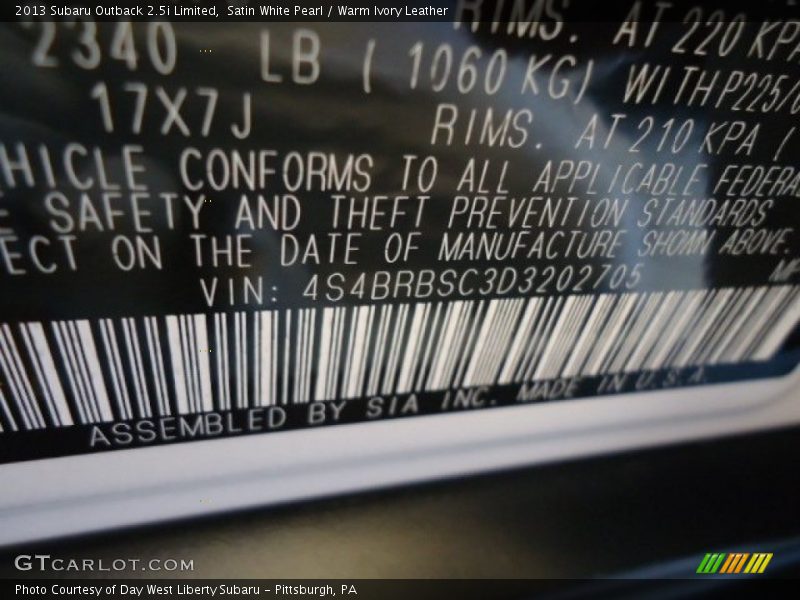 2013 Subaru Outback 2.5i Limited,  Satin White Pearl / Warm Ivory Leather
RIMS. AT 220 KPA
2340 LB ( 1060 KG) WITH P225/6
17X7J RIMS. AT 210 KPA (
HICLE CONFORMS TO ALL APPLICABLE FEDERA
E SAFETY AND THEFT PREVENTION STANDARDS
ECT ON THE DATE OF MANUFACTURE SHOWN ABOVE.
VIN: 4S4BRBSC3D3202705
ASSEMBLED BY SIA INC. MADE IN U.S.A.
GTCARLOT.COM
Photo Courtesy of Day West Liberty Subaru - Pittsburgh, PA